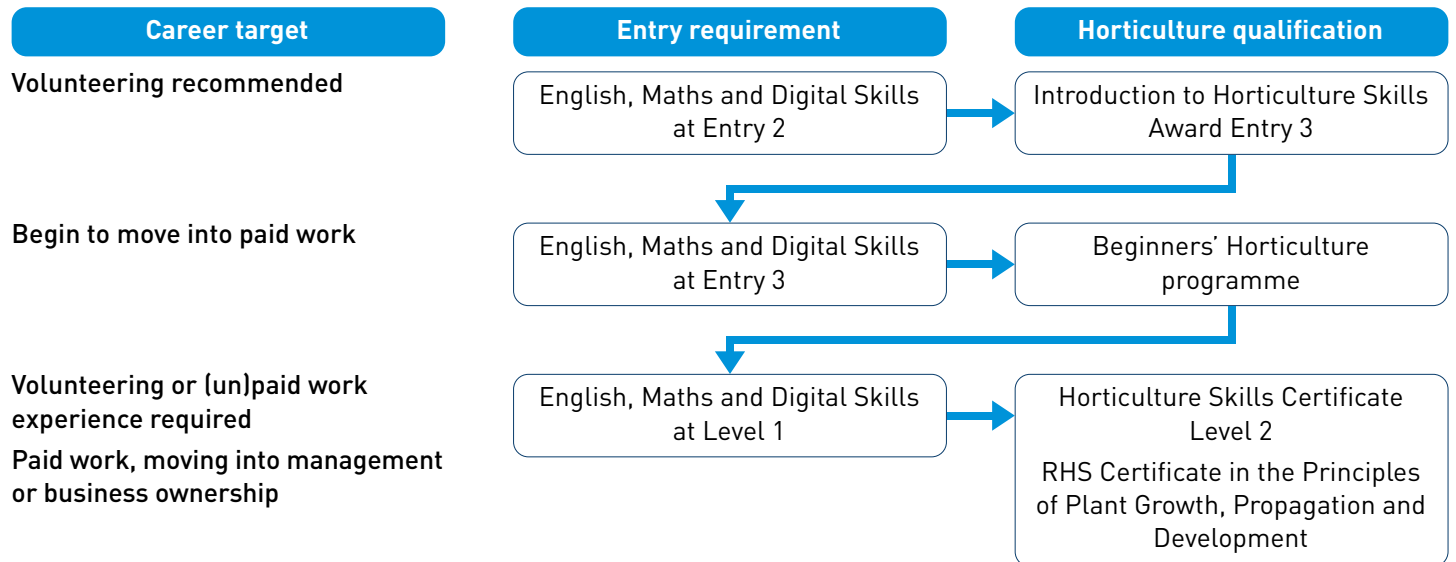 Career target
Entry requirement
Horticulture qualification
Volunteering recommended
English, Maths and Digital Skills
at Entry 2
Introduction to Horticulture Skills
Award Entry 3
Begin to move into paid work
English, Maths and Digital Skills
at Entry 3
Beginners’ Horticulture
programme
Volunteering or (un)paid work
experience required
Paid work, moving into management
or business ownership
English, Maths and Digital Skills
at Level 1
Horticulture Skills Certificate
Level 2
RHS Certificate in the Principles
of Plant Growth, Propagation and
Development